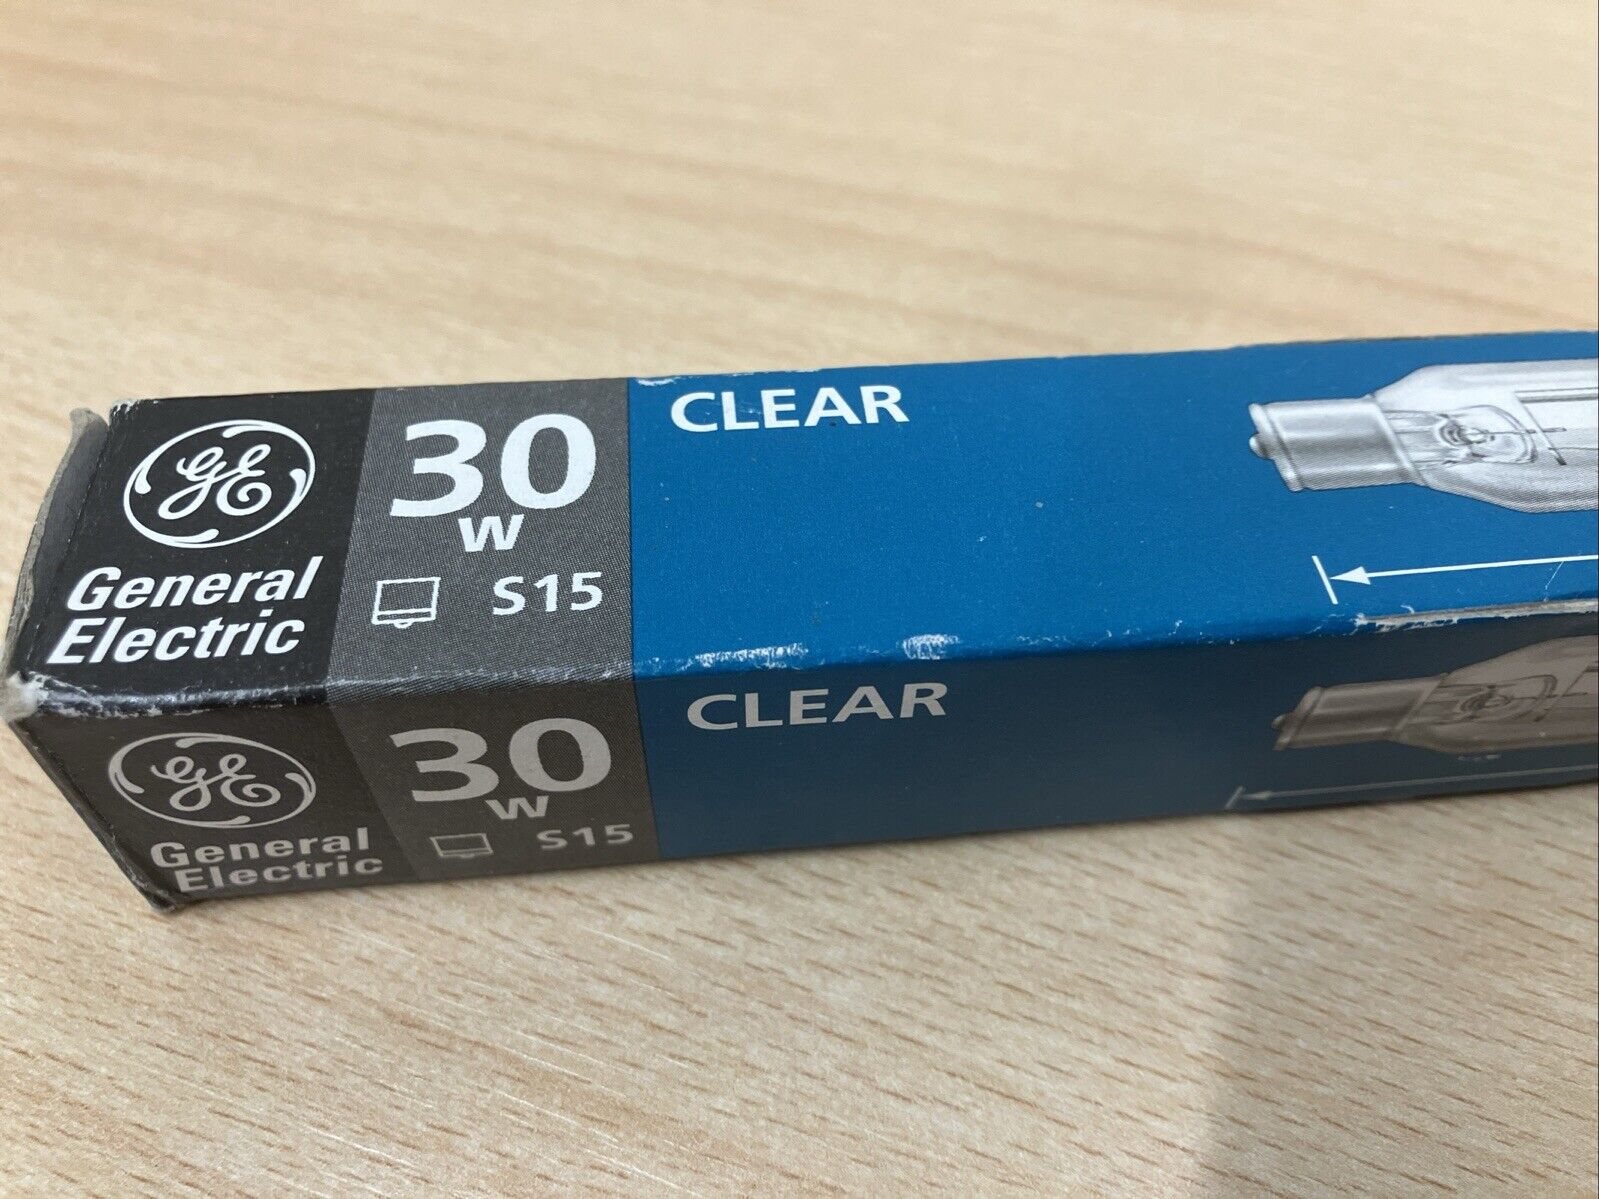 GE
General
Electric
30
W
S15
CLEAR
GE
General
Electric
30
W
S15
CLEAR